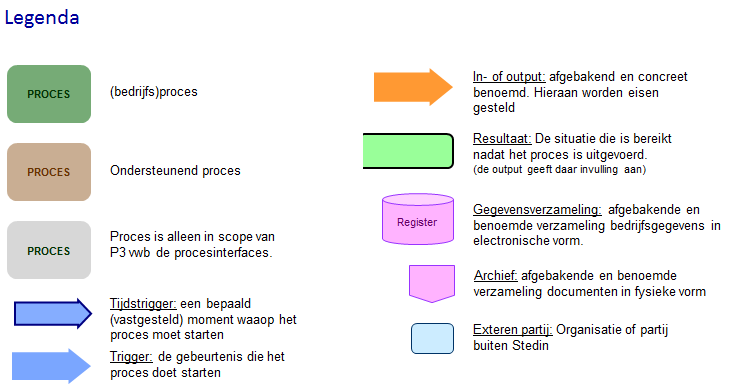 Legenda
PROCES
(bedrijfs)proces
PROCES
Ondersteunend proces
PROCES
Proces is alleen in scope van
P3 vwb de procesinterfaces.
Tijdstrigger: een bepaald
(vastgesteld) moment waaop het
proces moet starten
Trigger: de gebeurtenis die het
proces doet starten
In- of output: afgebakend en concreet
benoemd. Hieraan worden eisen
gesteld
Resultaat: De situatie die is bereikt
nadat het proces is uitgevoerd.
(de output geeft daar invulling aan)
Register
Gegevensverzameling: afgebakende en
benoemde verzameling bedrijfsgegevens in
electronische vorm.
Archief: afgebakende en benoemde
verzameling documenten in fysieke vorm
Exteren partij: Organisatie of partij
buiten Stedin